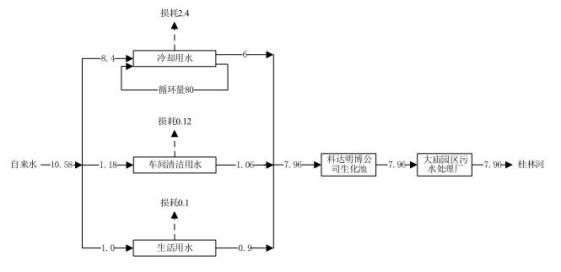 损耗2.4
8.4
冷却用水
6
循环量80
损耗0.12
自来水
10.58
1.18
车间清洁用水
1.06
7.96
科达明博公
司生化池
7.96
大庙园区污
水处理厂
7.96
桂林河
损耗0.1
1.0
生活用水
0.9